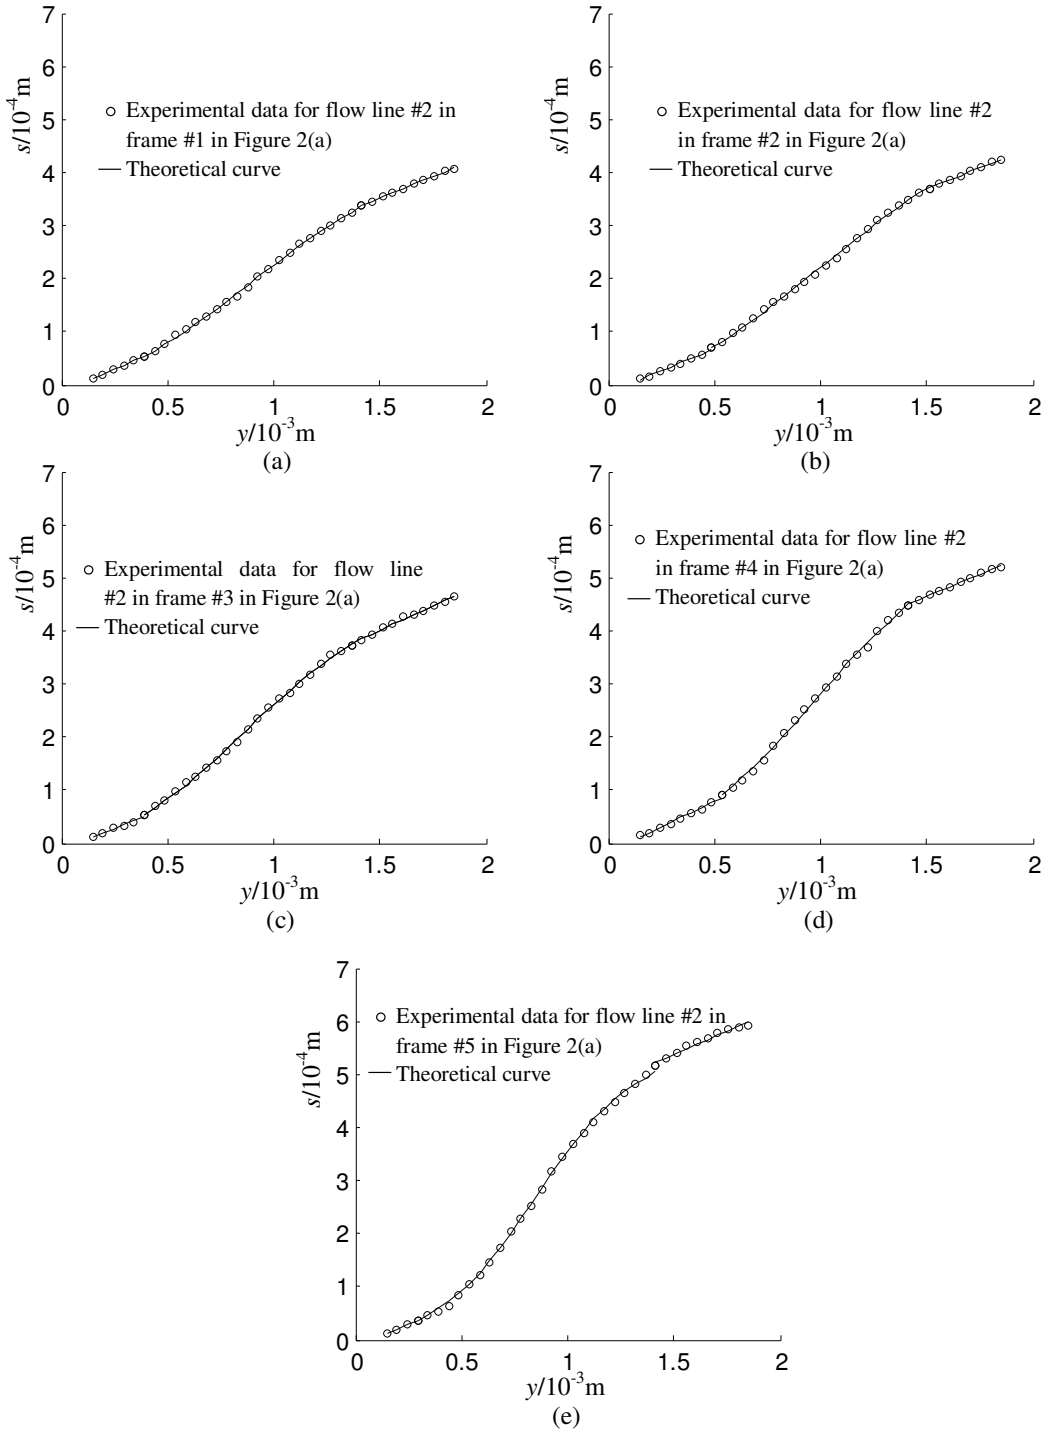 7
6
5
4
3
2
1
0
s/10-4m
Experimental data for flow line #2 in
frame #1 in Figure 2(a)
Theoretical curve
0 0.5 1 1.5 2
y/10-3m
(a)
7
6
5
4
3
2
1
0
s/10-4m
Experimental data for flow line #2
in frame #2 in Figure 2(a)
Theoretical curve
0 0.5 1 1.5 2
y/10-3m
(b)
7
6
5
4
3
2
1
0
s/10-4m
Experimental data for flow line
#2 in frame #3 in Figure 2(a)
Theoretical curve
0 0.5 1 1.5 2
y/10-3m
(c)
7
6
5
4
3
2
1
0
s/10-4m
Experimental data for flow line #2
in frame #4 in Figure 2(a)
Theoretical curve
0 0.5 1 1.5 2
y/10-3m
(d)
7
6
5
4
3
2
1
0
s/10-4m
Experimental data for flow line #2 in
frame #5 in Figure 2(a)
Theoretical curve
0 0.5 1 1.5 2
y/10-3m
(e)